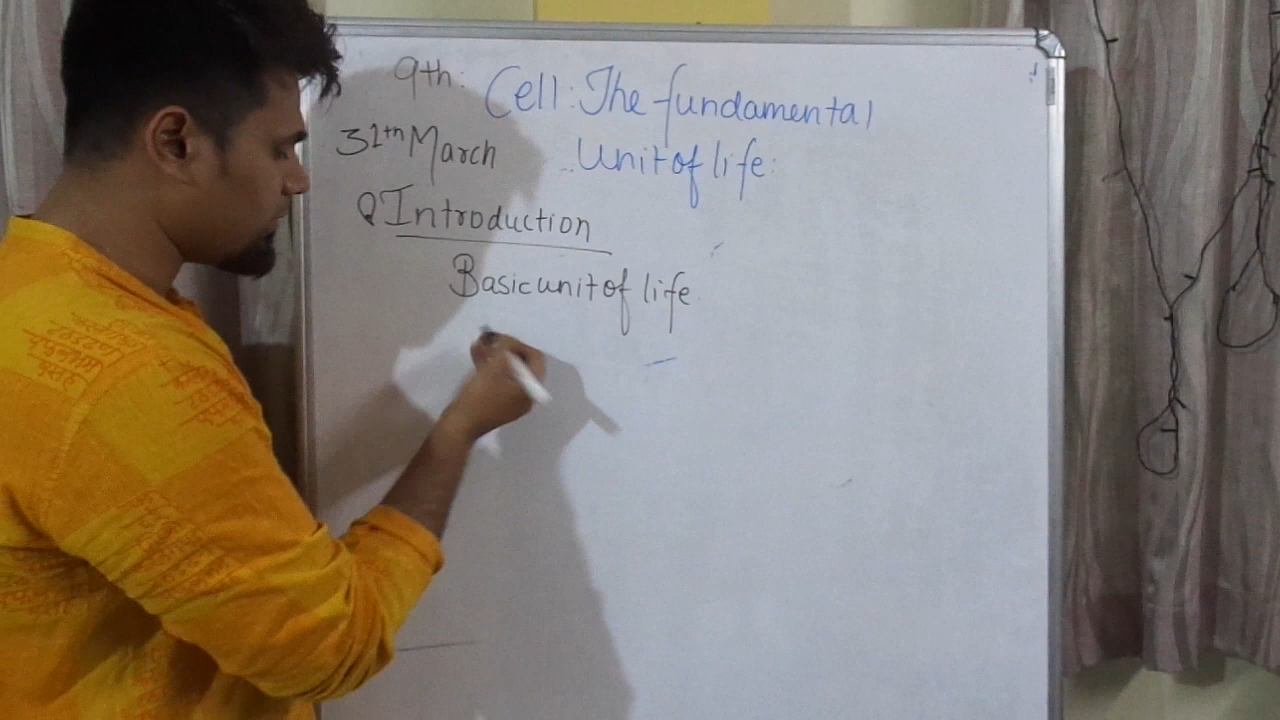 9th: Cell: The fundamental
31th March Unit of life:
Q Introduction
Basic unit of life